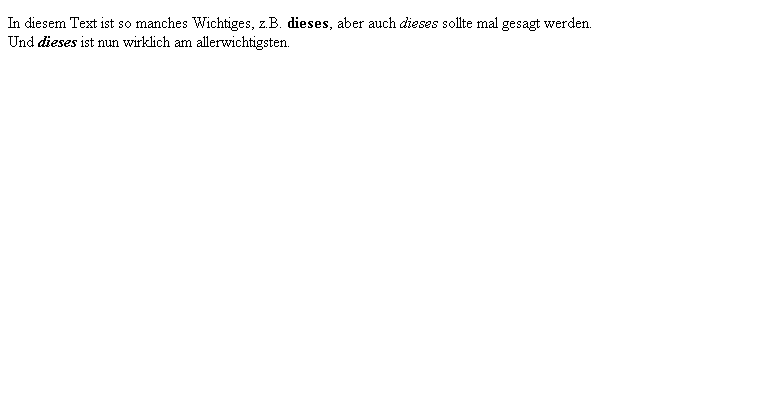 In diesem Text ist so manches Wichtiges, z.B. dieses, aber auch dieses sollte mal gesagt werden.
Und dieses ist nun wirklich am allerwichtigsten.